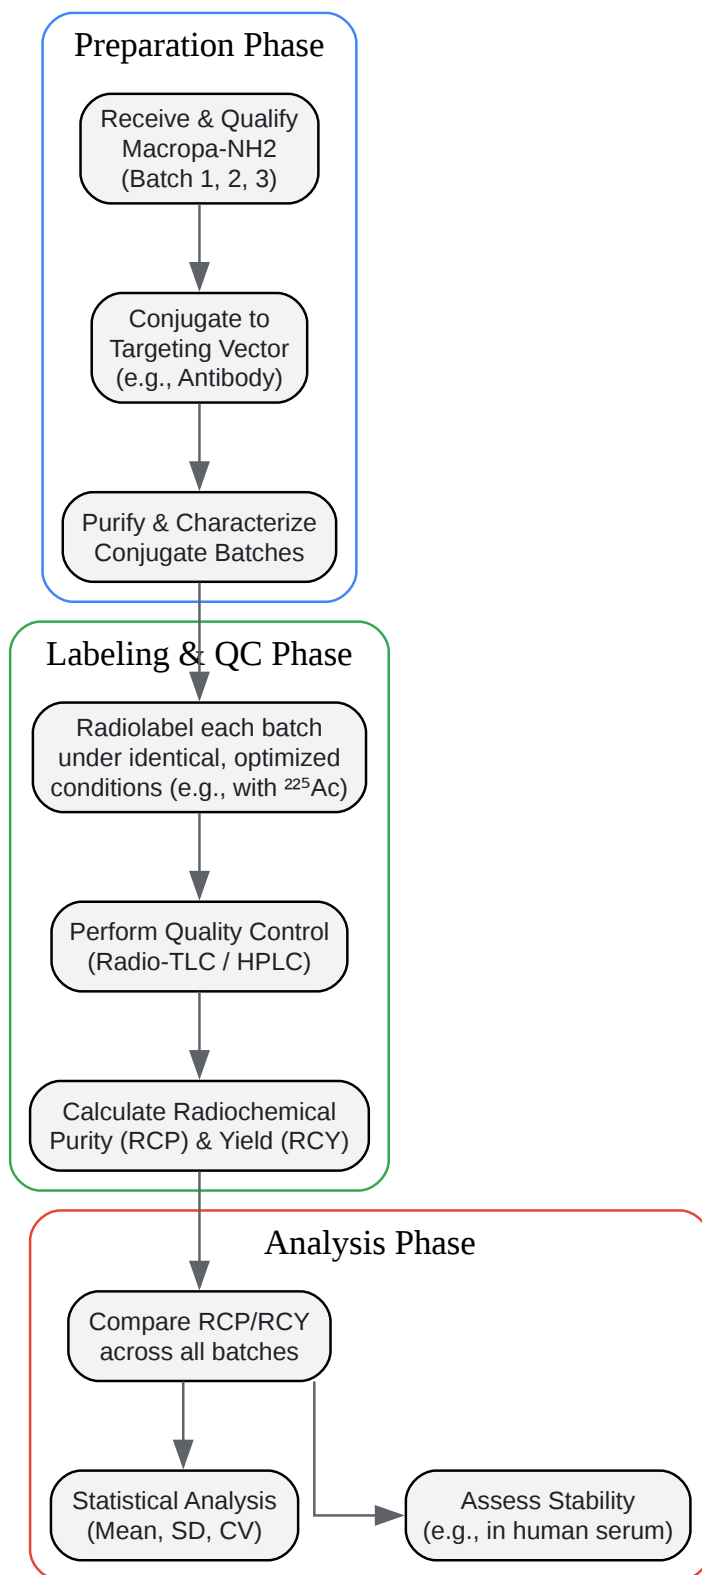 Preparation Phase
Receive & Qualify
Macropa-NH2
(Batch 1, 2, 3)
Conjugate to
Targeting Vector
(e.g., Antibody)
Purify & Characterize
Conjugate Batches
Labeling & QC Phase
Radiolabel each batch
under identical, optimized
conditions (e.g., with ²²⁵Ac)
Perform Quality Control
(Radio-TLC / HPLC)
Calculate Radiochemical
Purity (RCP) & Yield (RCY)
Analysis Phase
Compare RCP/RCY
across all batches
Statistical Analysis
(Mean, SD, CV)
Assess Stability
(e.g., in human serum)